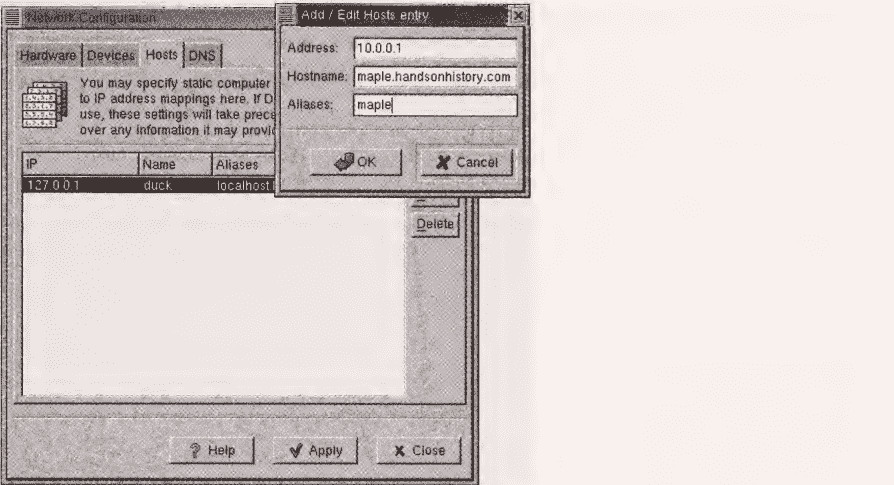 Network Configuration
Add / Edit Hosts entry
Address: 10.0.0.1
Hostname: maple.handsonhistory.com
Aliases: maple
OK Cancel
Hardware Devices Hosts DNS
You may specify static computer
to IP address mappings here. If D
use, these settings will take prece
over any information it may provi
IP Name Aliases
127.0.0.1 duck localhost
Delete
Help Apply Close